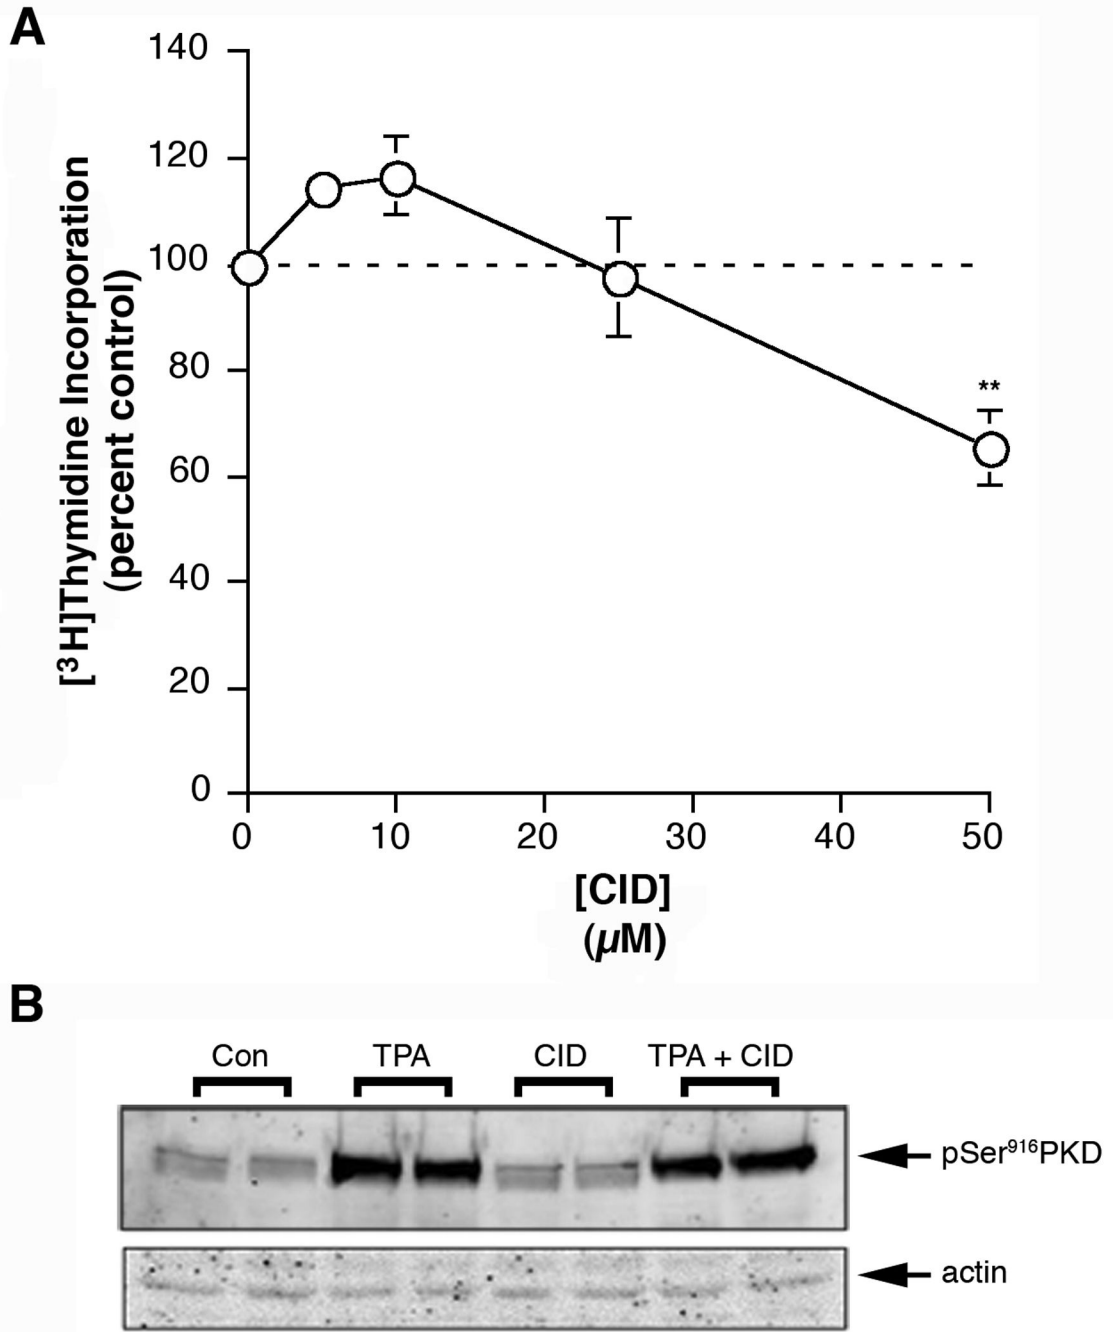 A
140
120
100
80
60
40
20
0
[³H]Thymidine Incorporation
(percent control)
**
0 10 20 30 40 50
[CID]
(µM)
B
Con TPA CID TPA + CID
pSer⁹¹⁶PKD
actin